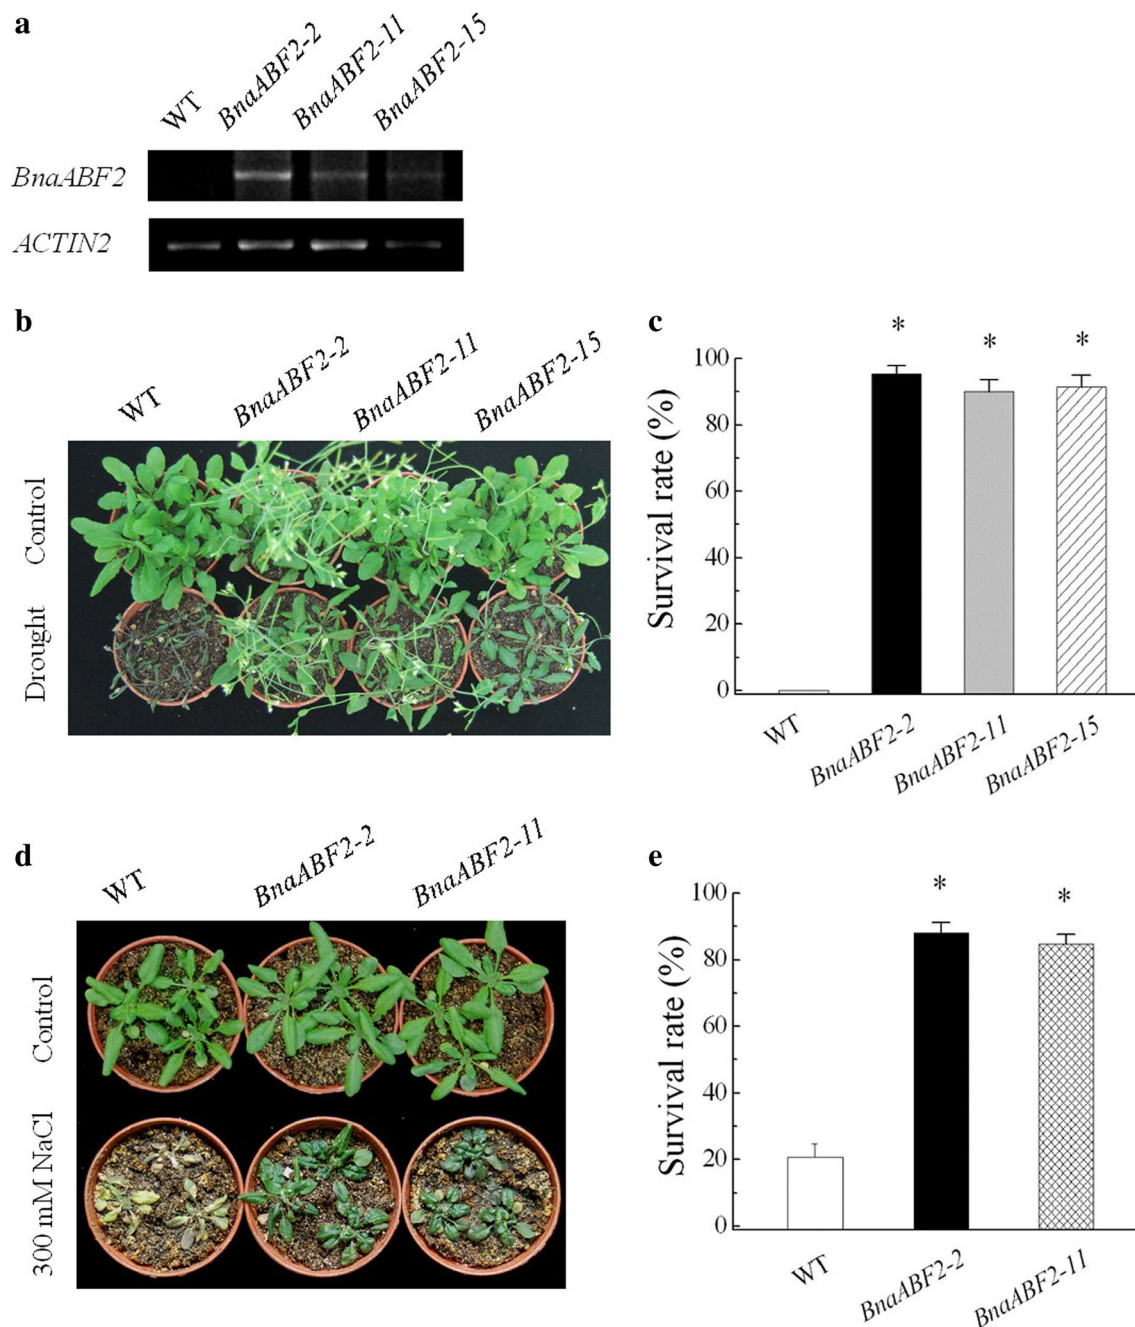 a
WT
BnaABF2-2
BnaABF2-11
BnaABF2-15
BnaABF2
ACTIN2
b
WT
BnaABF2-2
BnaABF2-11
BnaABF2-15
Control
Drought
c
Survival rate (%)
100
80
60
40
20
0
* * *
WT
BnaABF2-2
BnaABF2-11
BnaABF2-15
d
WT
BnaABF2-2
BnaABF2-11
Control
300 mM NaCl
e
Survival rate (%)
100
80
60
40
20
0
* *
WT
BnaABF2-2
BnaABF2-11